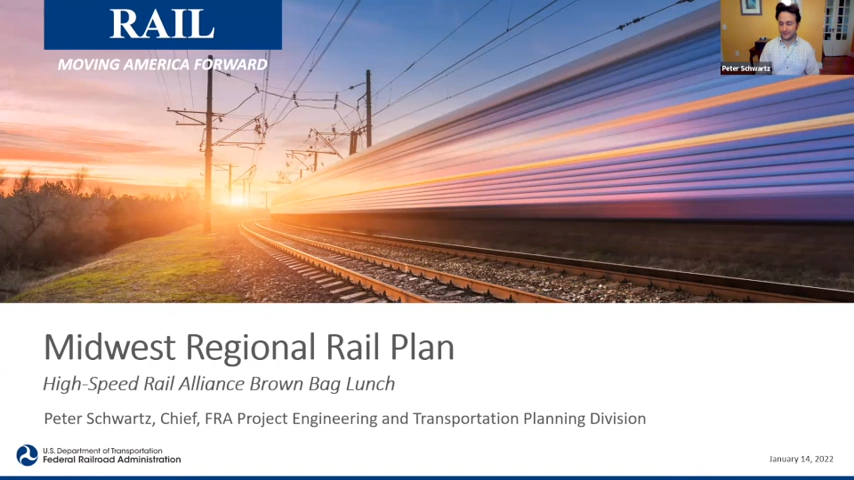 RAIL
MOVING AMERICA FORWARD
Peter Schwartz
Midwest Regional Rail Plan
High-Speed Rail Alliance Brown Bag Lunch
Peter Schwartz, Chief, FRA Project Engineering and Transportation Planning Division
U.S. Department of Transportation
Federal Railroad Administration
January 14, 2022